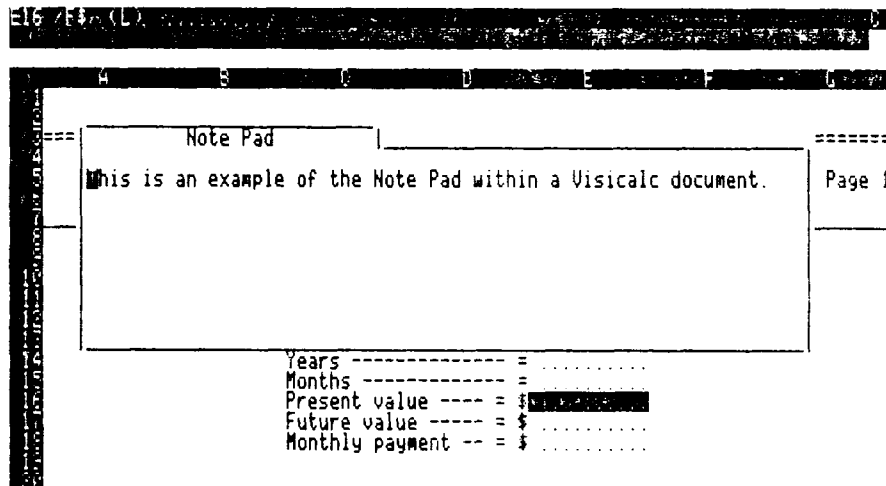 E16 /F$ (L) C
A B C D E F G
Note Pad
=== =======
This is an example of the Note Pad within a Visicalc document. Page 1
Years -------------- = ..........
Months ------------- = ..........
Present value ---- = $
Future value ----- = $ ..........
Monthly payment -- = $ ..........